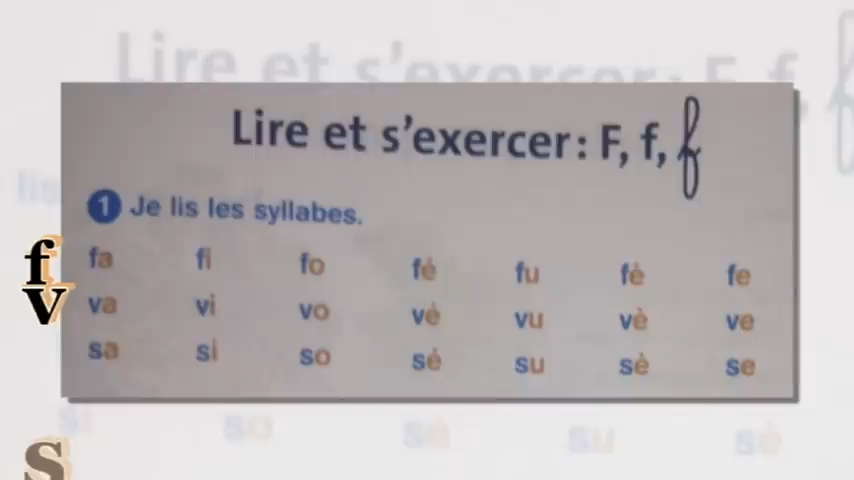 Lire et s'exercer : F, f, f
1 Je lis les syllabes.
fa fi fo fé fu fè fe
va vi vo vé vu vè ve
sa si so sé su sè se
f
v
s